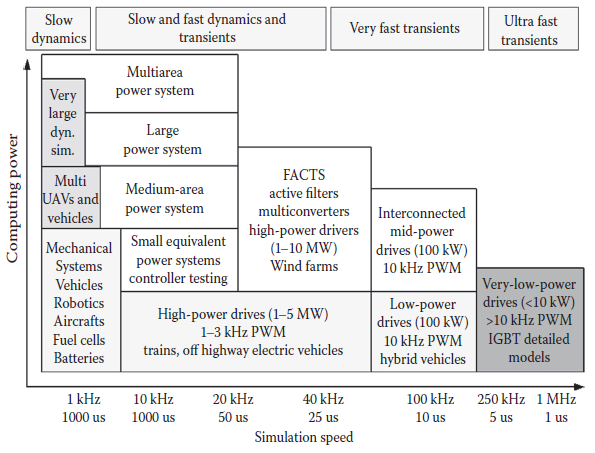 Slow
dynamics
Slow and fast dynamics and
transients
Very fast transients
Ultra fast
transients
Computing power
Multiarea
power system
Very
large
dyn.
sim.
Large
power system
Multi
UAVs and
vehicles
Medium-area
power system
FACTS
active filters
multiconverters
high-power drivers
(1–10 MW)
Wind farms
Interconnected
mid-power
drives (100 kW)
10 kHz PWM
Mechanical
Systems
Vehicles
Robotics
Aircrafts
Fuel cells
Batteries
Small equivalent
power systems
controller testing
High-power drives (1–5 MW)
1–3 kHz PWM
trains, off highway electric vehicles
Low-power
drives (100 kW)
10 kHz PWM
hybrid vehicles
Very-low-power
drives (<10 kW)
>10 kHz PWM
IGBT detailed
models
1 kHz 10 kHz 20 kHz 40 kHz 100 kHz 250 kHz 1 MHz
1000 us 1000 us 50 us 25 us 10 us 5 us 1 us
Simulation speed